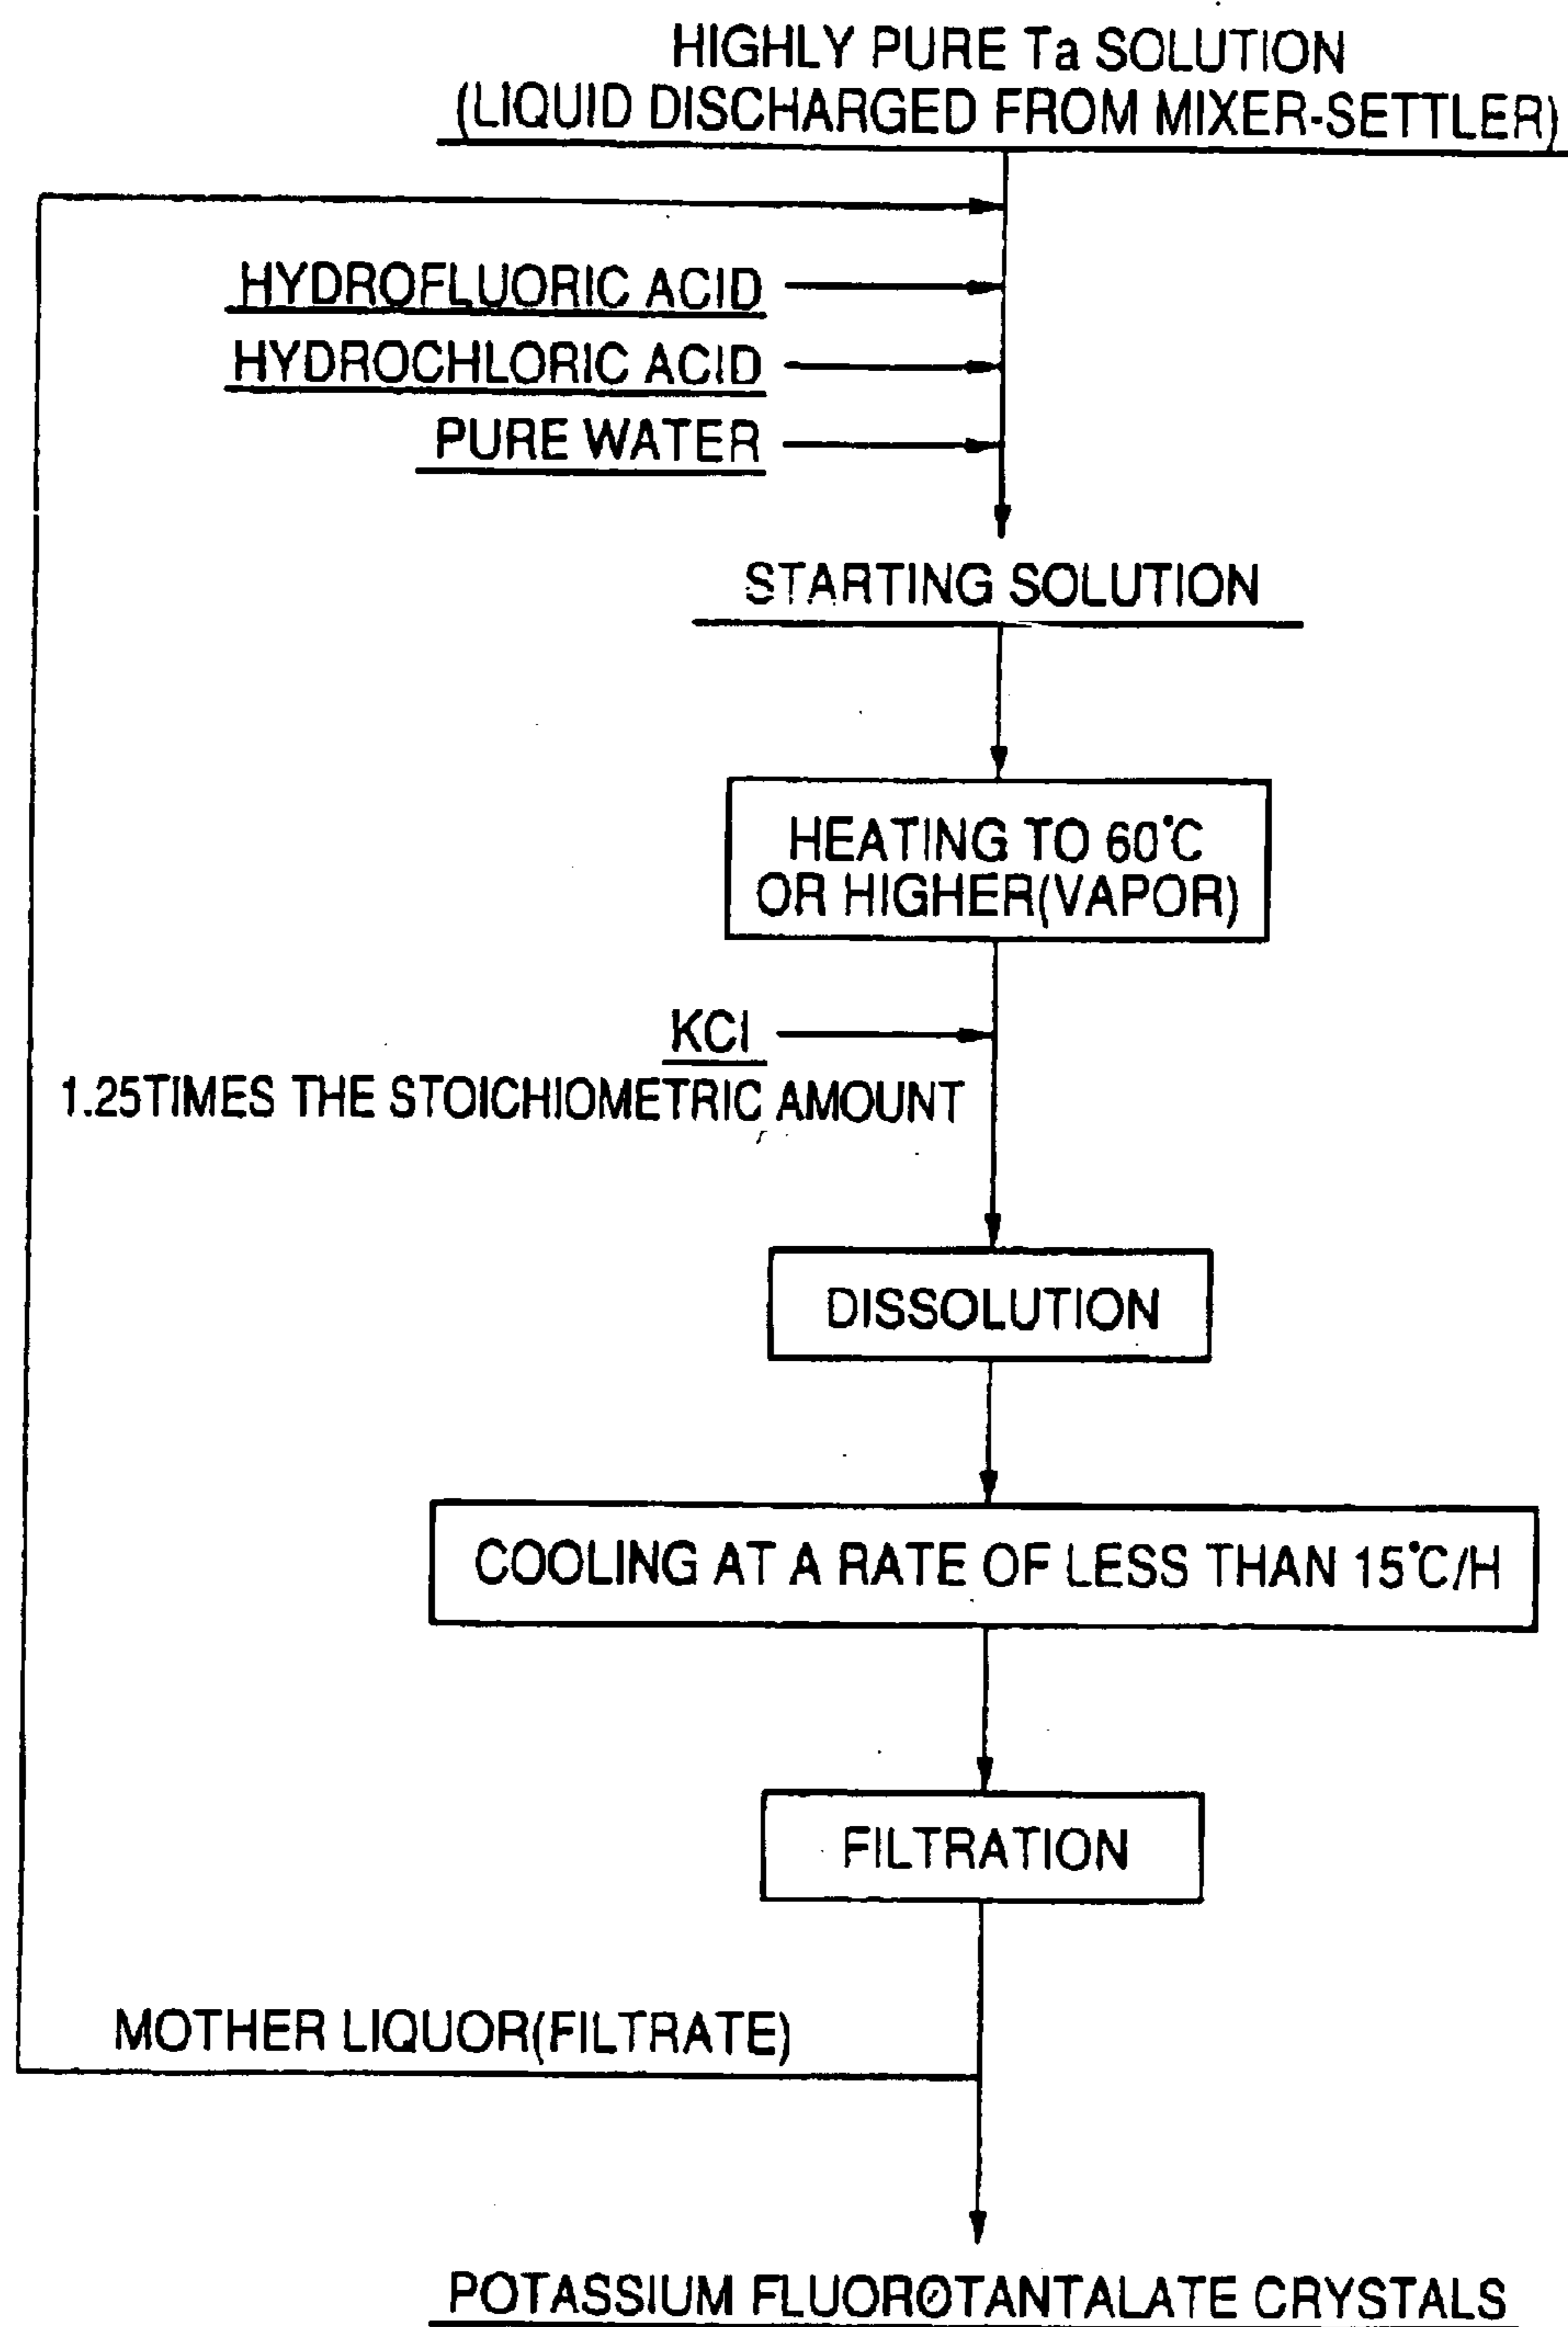 HIGHLY PURE Ta SOLUTION
(LIQUID DISCHARGED FROM MIXER-SETTLER)
HYDROFLUORIC ACID
HYDROCHLORIC ACID
PURE WATER
STARTING SOLUTION
HEATING TO 60°C
OR HIGHER(VAPOR)
KCl
1.25TIMES THE STOICHIOMETRIC AMOUNT
DISSOLUTION
COOLING AT A RATE OF LESS THAN 15°C/H
FILTRATION
MOTHER LIQUOR(FILTRATE)
POTASSIUM FLUOROTANTALATE CRYSTALS